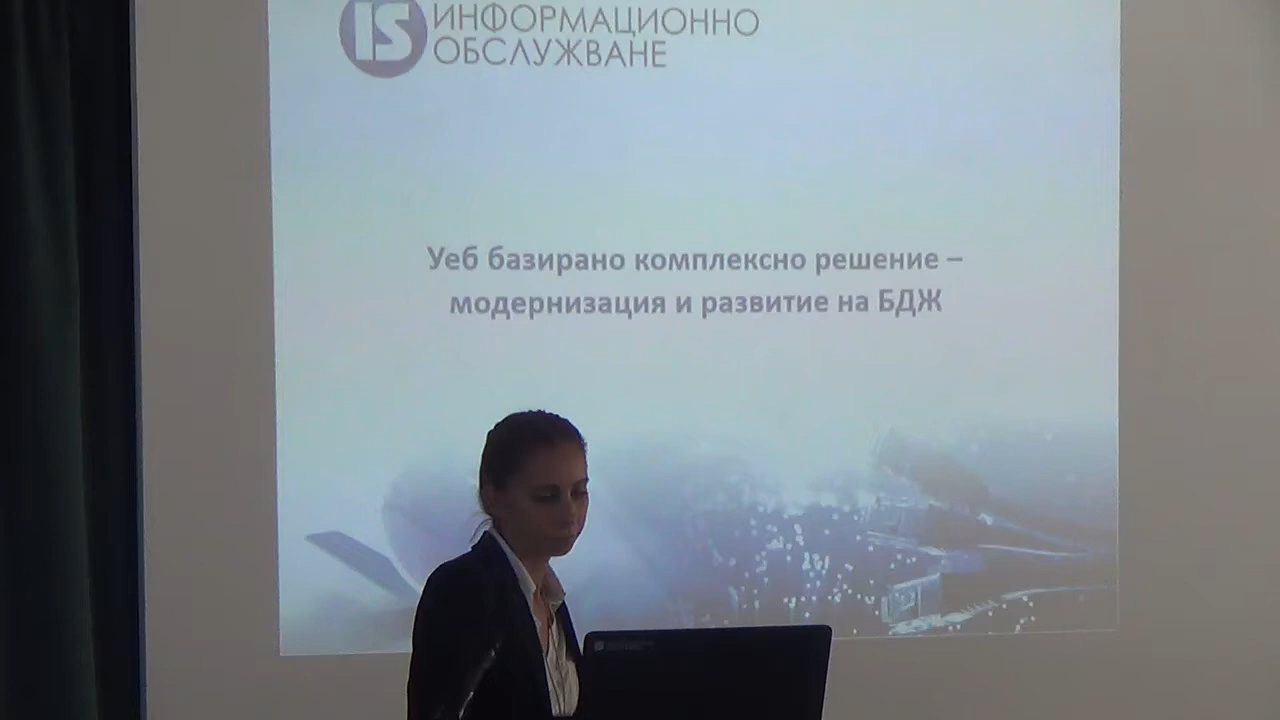 IS
ИНФОРМАЦИОННО
ОБСЛУЖВАНЕ
Уеб базирано комплексно решение –
модернизация и развитие на БДЖ